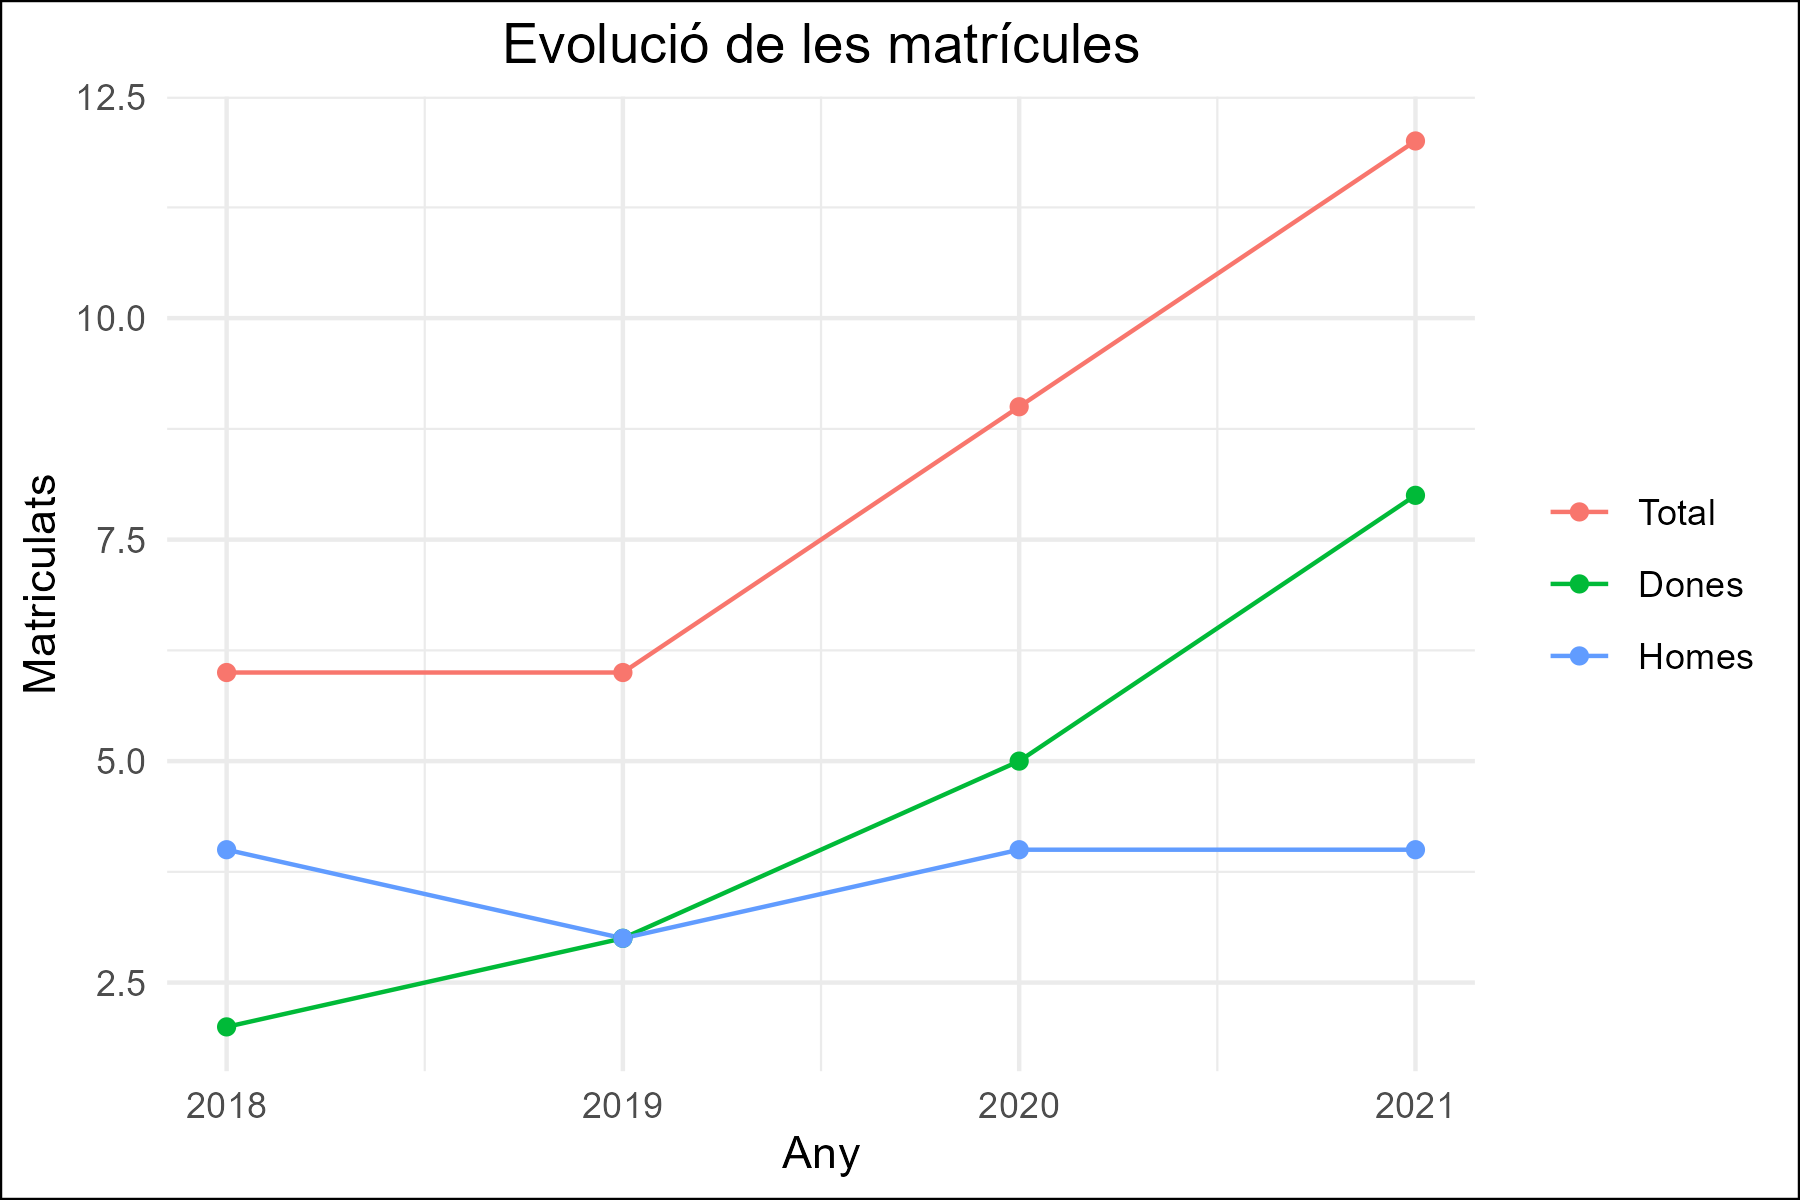 Evolució de les matrícules
12.5
10.0
7.5
5.0
2.5
Matriculats
2018 2019 2020 2021
Any
Total
Dones
Homes